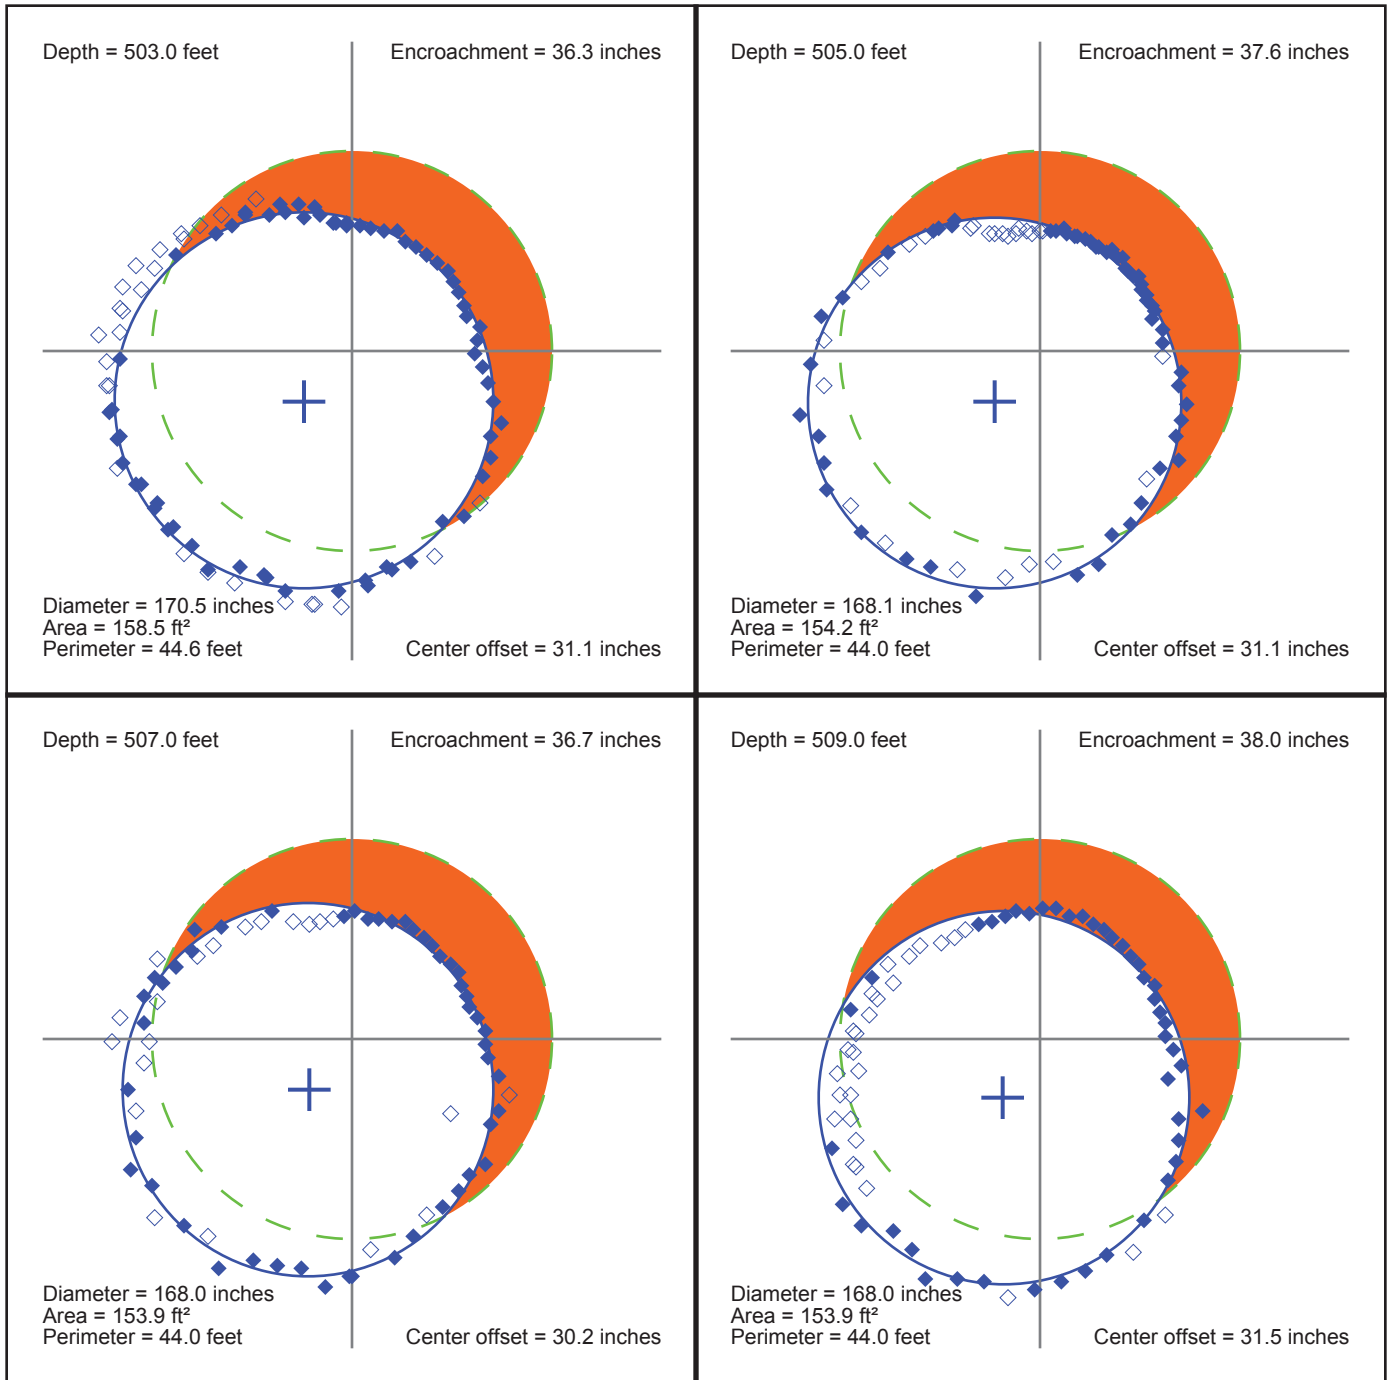 Depth = 503.0 feet
Encroachment = 36.3 inches
Diameter = 170.5 inches
Area = 158.5 ft²
Perimeter = 44.6 feet
Center offset = 31.1 inches
Depth = 505.0 feet
Encroachment = 37.6 inches
Diameter = 168.1 inches
Area = 154.2 ft²
Perimeter = 44.0 feet
Center offset = 31.1 inches
Depth = 507.0 feet
Encroachment = 36.7 inches
Diameter = 168.0 inches
Area = 153.9 ft²
Perimeter = 44.0 feet
Center offset = 30.2 inches
Depth = 509.0 feet
Encroachment = 38.0 inches
Diameter = 168.0 inches
Area = 153.9 ft²
Perimeter = 44.0 feet
Center offset = 31.5 inches